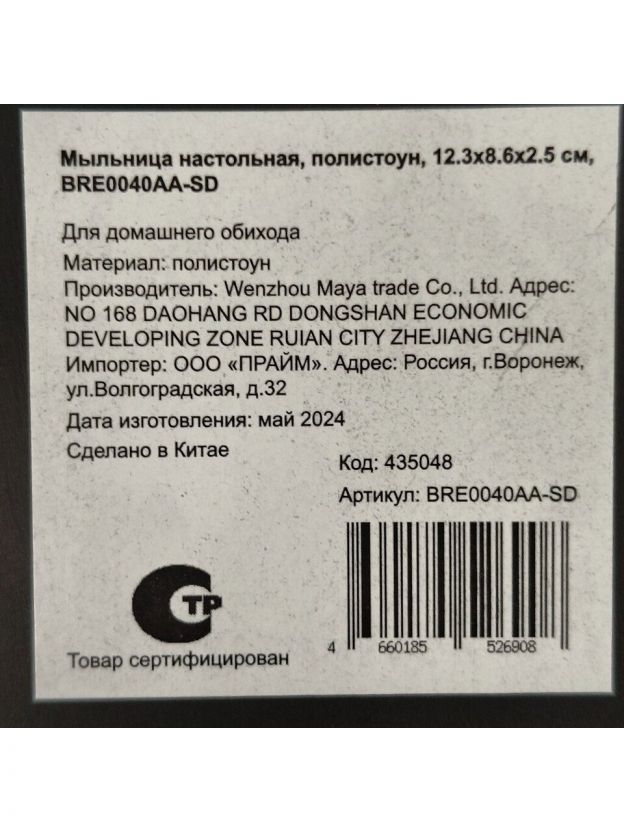 Мыльница настольная, полистоун, 12.3х8.6х2.5 см,
BRE0040AA-SD
Для домашнего обихода
Материал: полистоун
Производитель: Wenzhou Maya trade Co., Ltd. Адрес:
NO 168 DAOHANG RD DONGSHAN ECONOMIC
DEVELOPING ZONE RUIAN CITY ZHEJIANG CHINA
Импортер: ООО «ПРАЙМ». Адрес: Россия, г.Воронеж,
ул.Волгоградская, д.32
Дата изготовления: май 2024
Сделано в Китае
Код: 435048
Артикул: BRE0040AA-SD
СТР
Товар сертифицирован
4 660185 526908